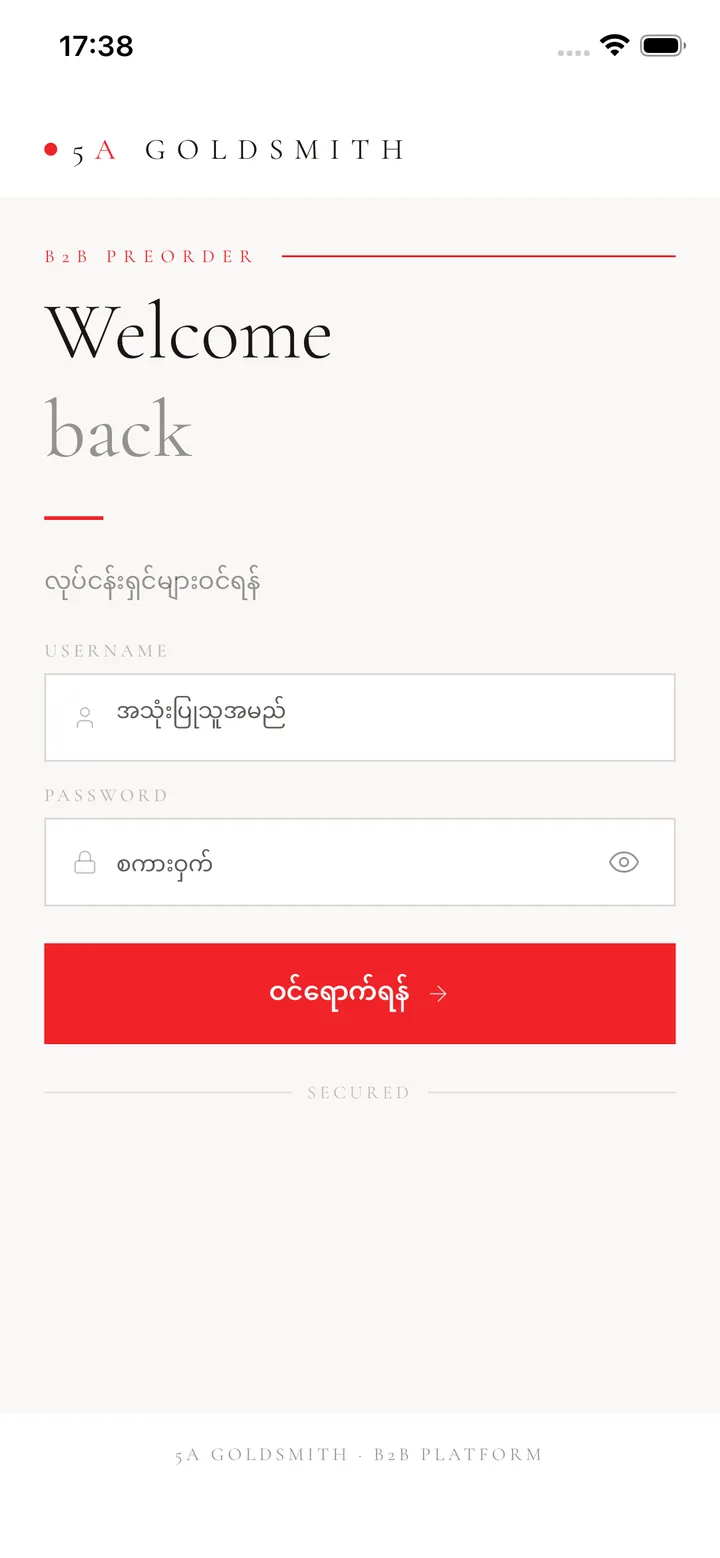 17:38
5A GOLDSMITH
B2B PREORDER
Welcome
back
လုပ်ငန်းရှင်များဝင်ရန်
USERNAME
အသုံးပြုသူအမည်
PASSWORD
စကားဝှက်
ဝင်ရောက်ရန် →
SECURED
5A GOLDSMITH · B2B PLATFORM